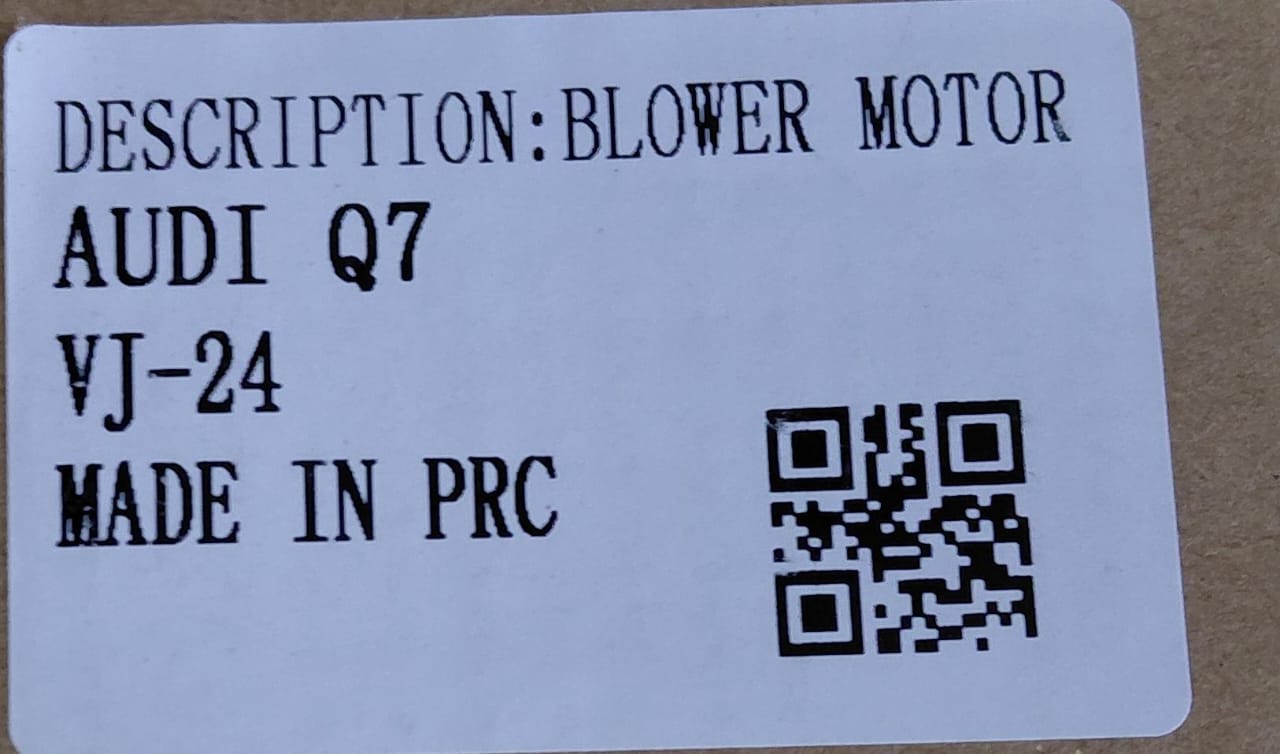 DESCRIPTION:BLOWER MOTOR
AUDI Q7
VJ-24
MADE IN PRC